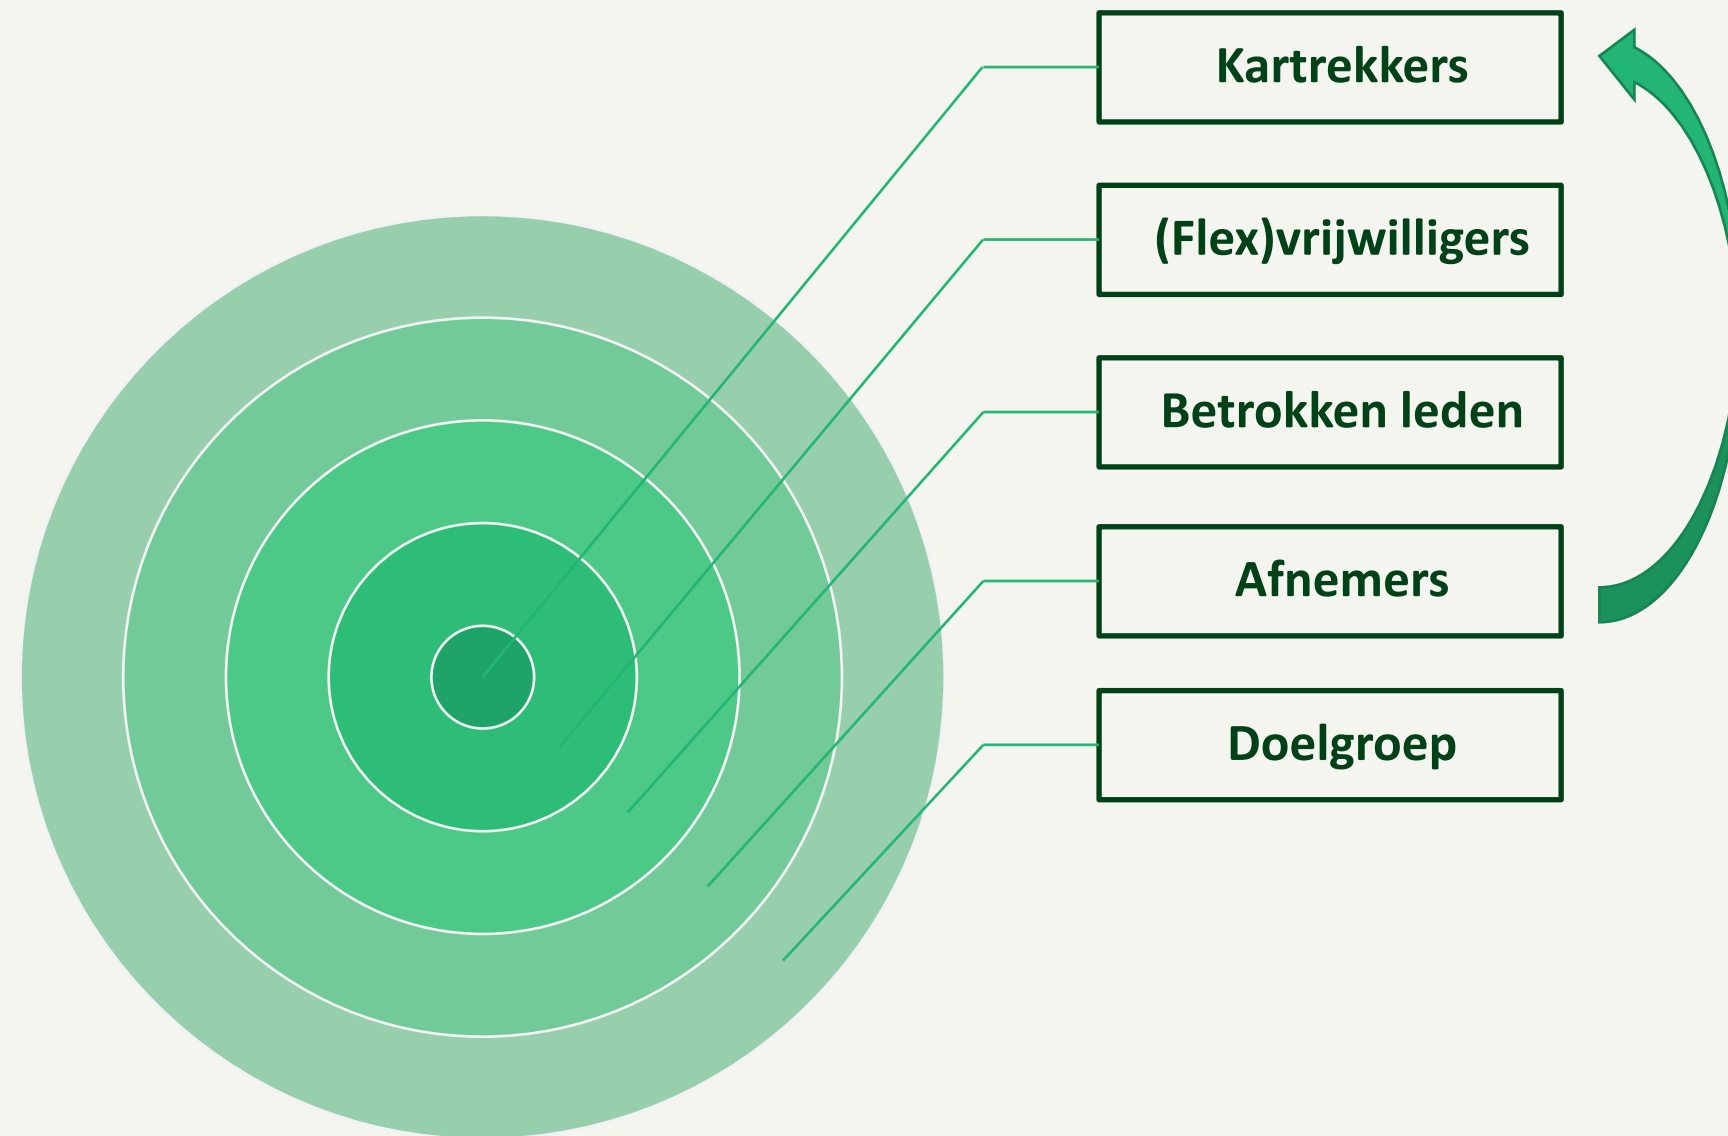 Kartrekkers
(Flex)vrijwilligers
Betrokken leden
Afnemers
Doelgroep